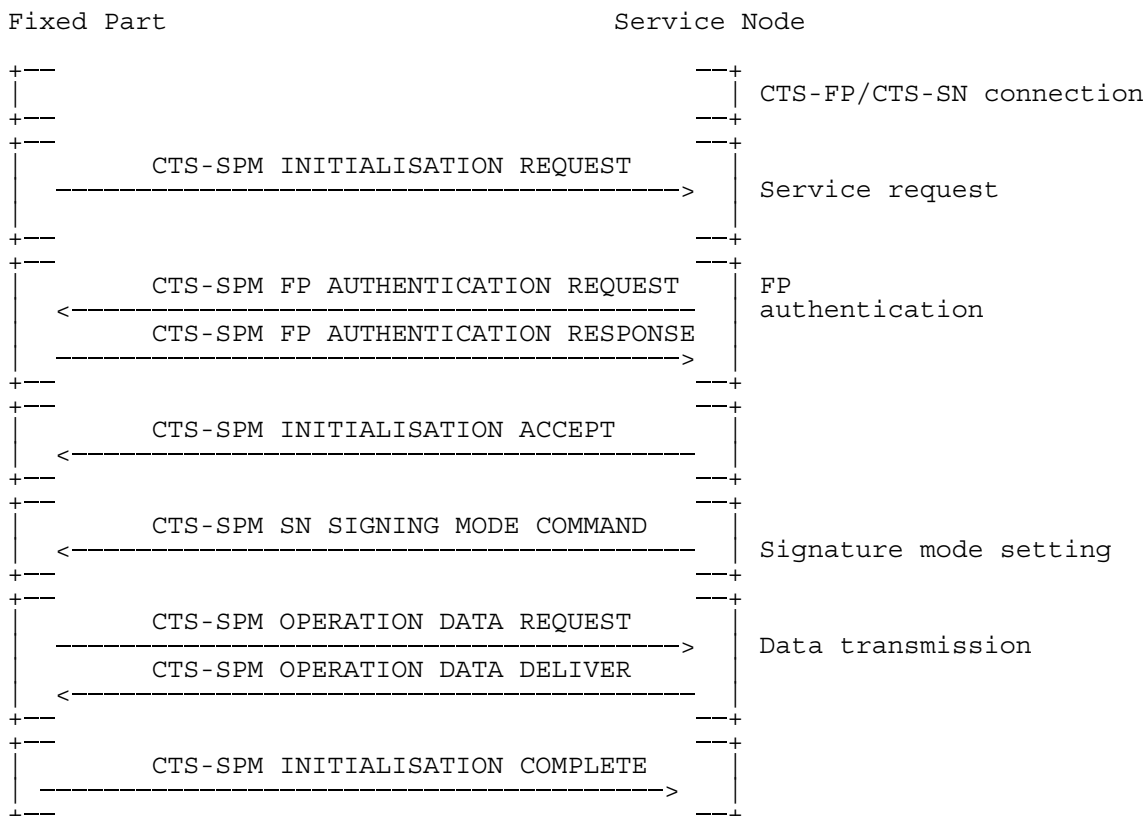 Fixed Part Service Node
CTS-FP/CTS-SN connection
CTS-SPM INITIALISATION REQUEST
Service request
CTS-SPM FP AUTHENTICATION REQUEST FP
authentication
CTS-SPM FP AUTHENTICATION RESPONSE
CTS-SPM INITIALISATION ACCEPT
CTS-SPM SN SIGNING MODE COMMAND
Signature mode setting
CTS-SPM OPERATION DATA REQUEST
Data transmission
CTS-SPM OPERATION DATA DELIVER
CTS-SPM INITIALISATION COMPLETE